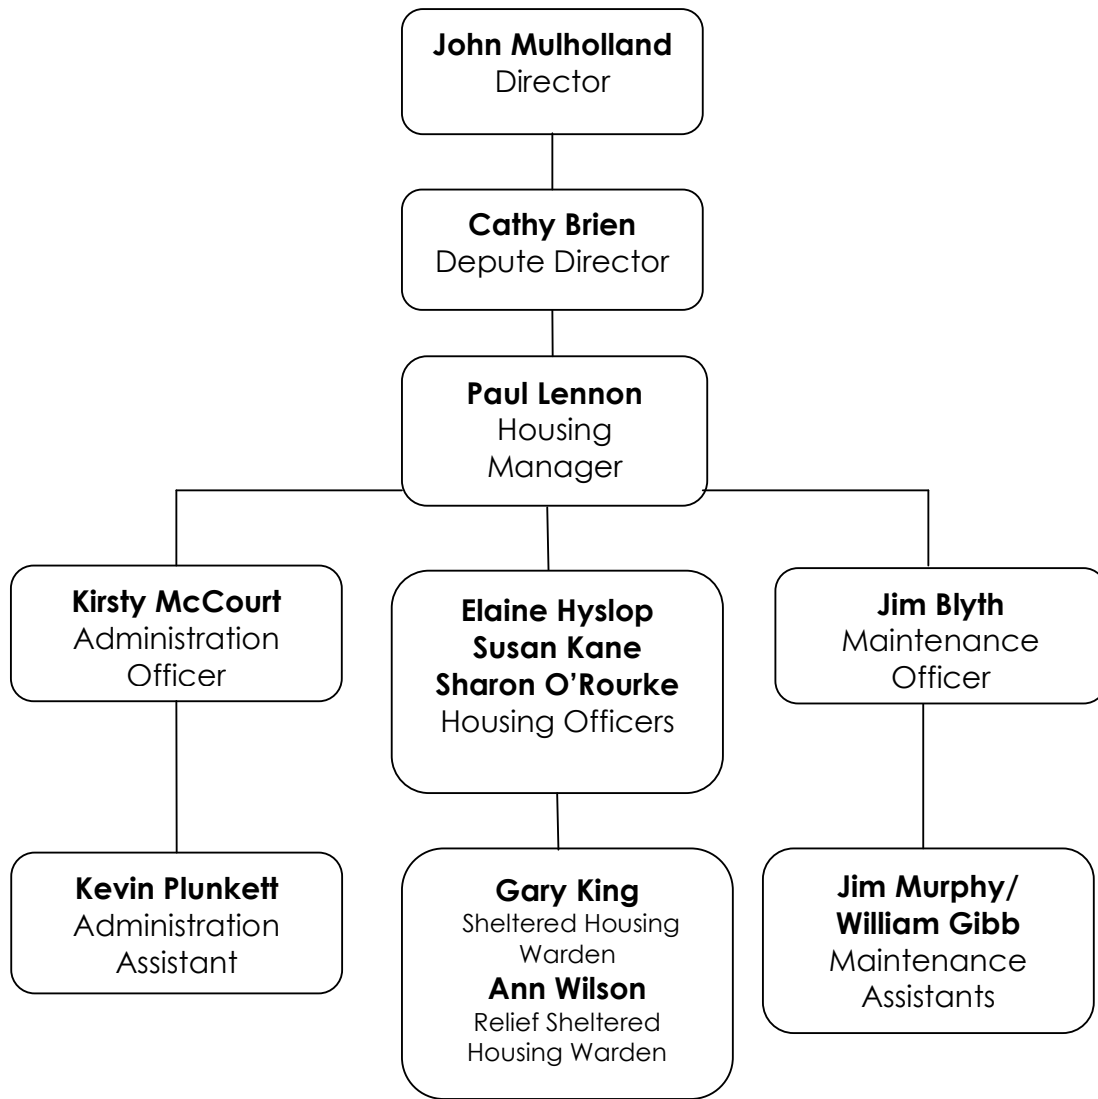 John Mulholland
Director
Cathy Brien
Depute Director
Paul Lennon
Housing
Manager
Kirsty McCourt
Administration
Officer
Elaine Hyslop
Susan Kane
Sharon O’Rourke
Housing Officers
Jim Blyth
Maintenance
Officer
Kevin Plunkett
Administration
Assistant
Gary King
Sheltered Housing
Warden
Ann Wilson
Relief Sheltered
Housing Warden
Jim Murphy/
William Gibb
Maintenance
Assistants